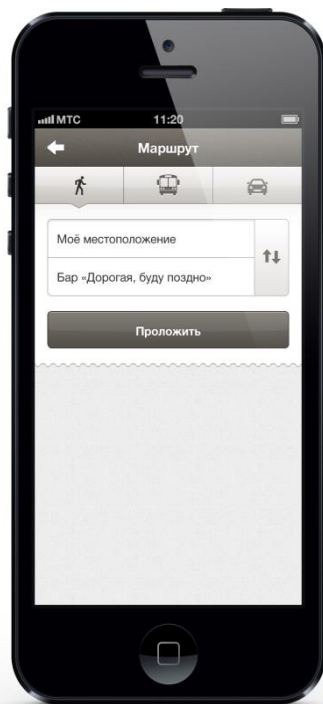 МТС 11:20
Маршрут
Моё местоположение
Бар «Дорогая, буду поздно»
Проложить